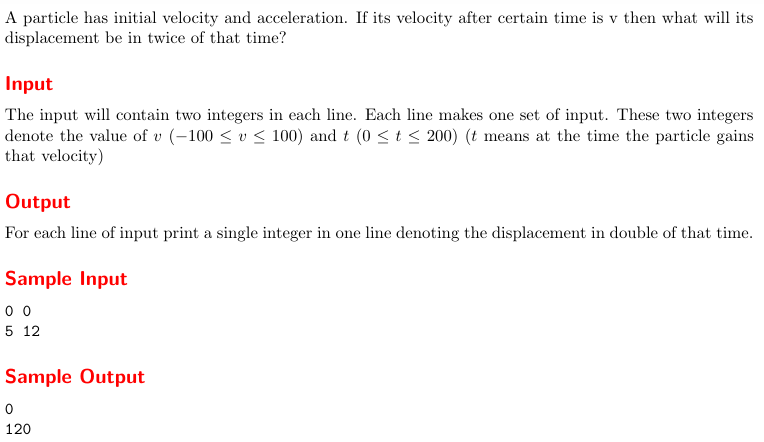 A particle has initial velocity and acceleration. If its velocity after certain time is v then what will its
displacement be in twice of that time?
Input
The input will contain two integers in each line. Each line makes one set of input. These two integers
denote the value of v (−100 ≤ v ≤ 100) and t (0 ≤ t ≤ 200) (t means at the time the particle gains
that velocity)
Output
For each line of input print a single integer in one line denoting the displacement in double of that time.
Sample Input
0 0
5 12
Sample Output
0
120